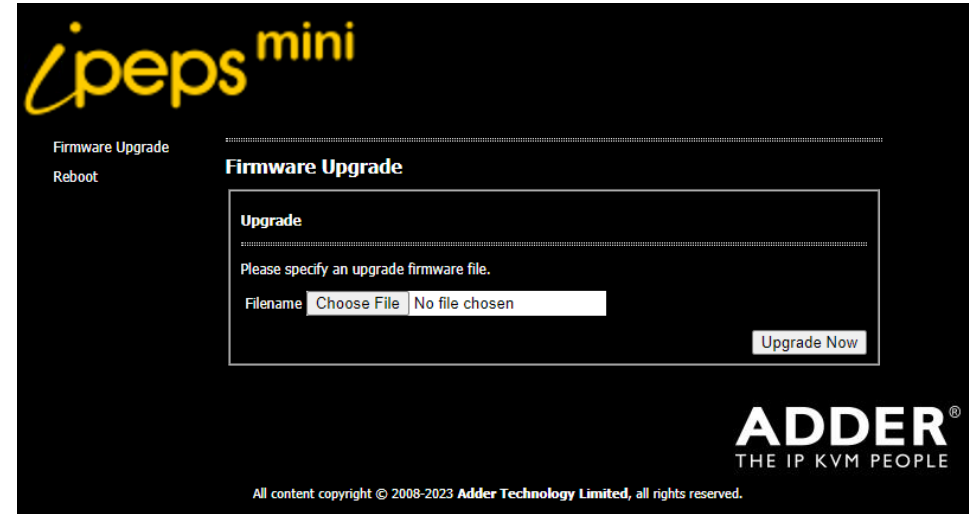 ipeps mini
Firmware Upgrade
Reboot
Firmware Upgrade
Upgrade
Please specify an upgrade firmware file.
Filename Choose File No file chosen
Upgrade Now
ADDER®
THE IP KVM PEOPLE
All content copyright © 2008-2023 Adder Technology Limited, all rights reserved.